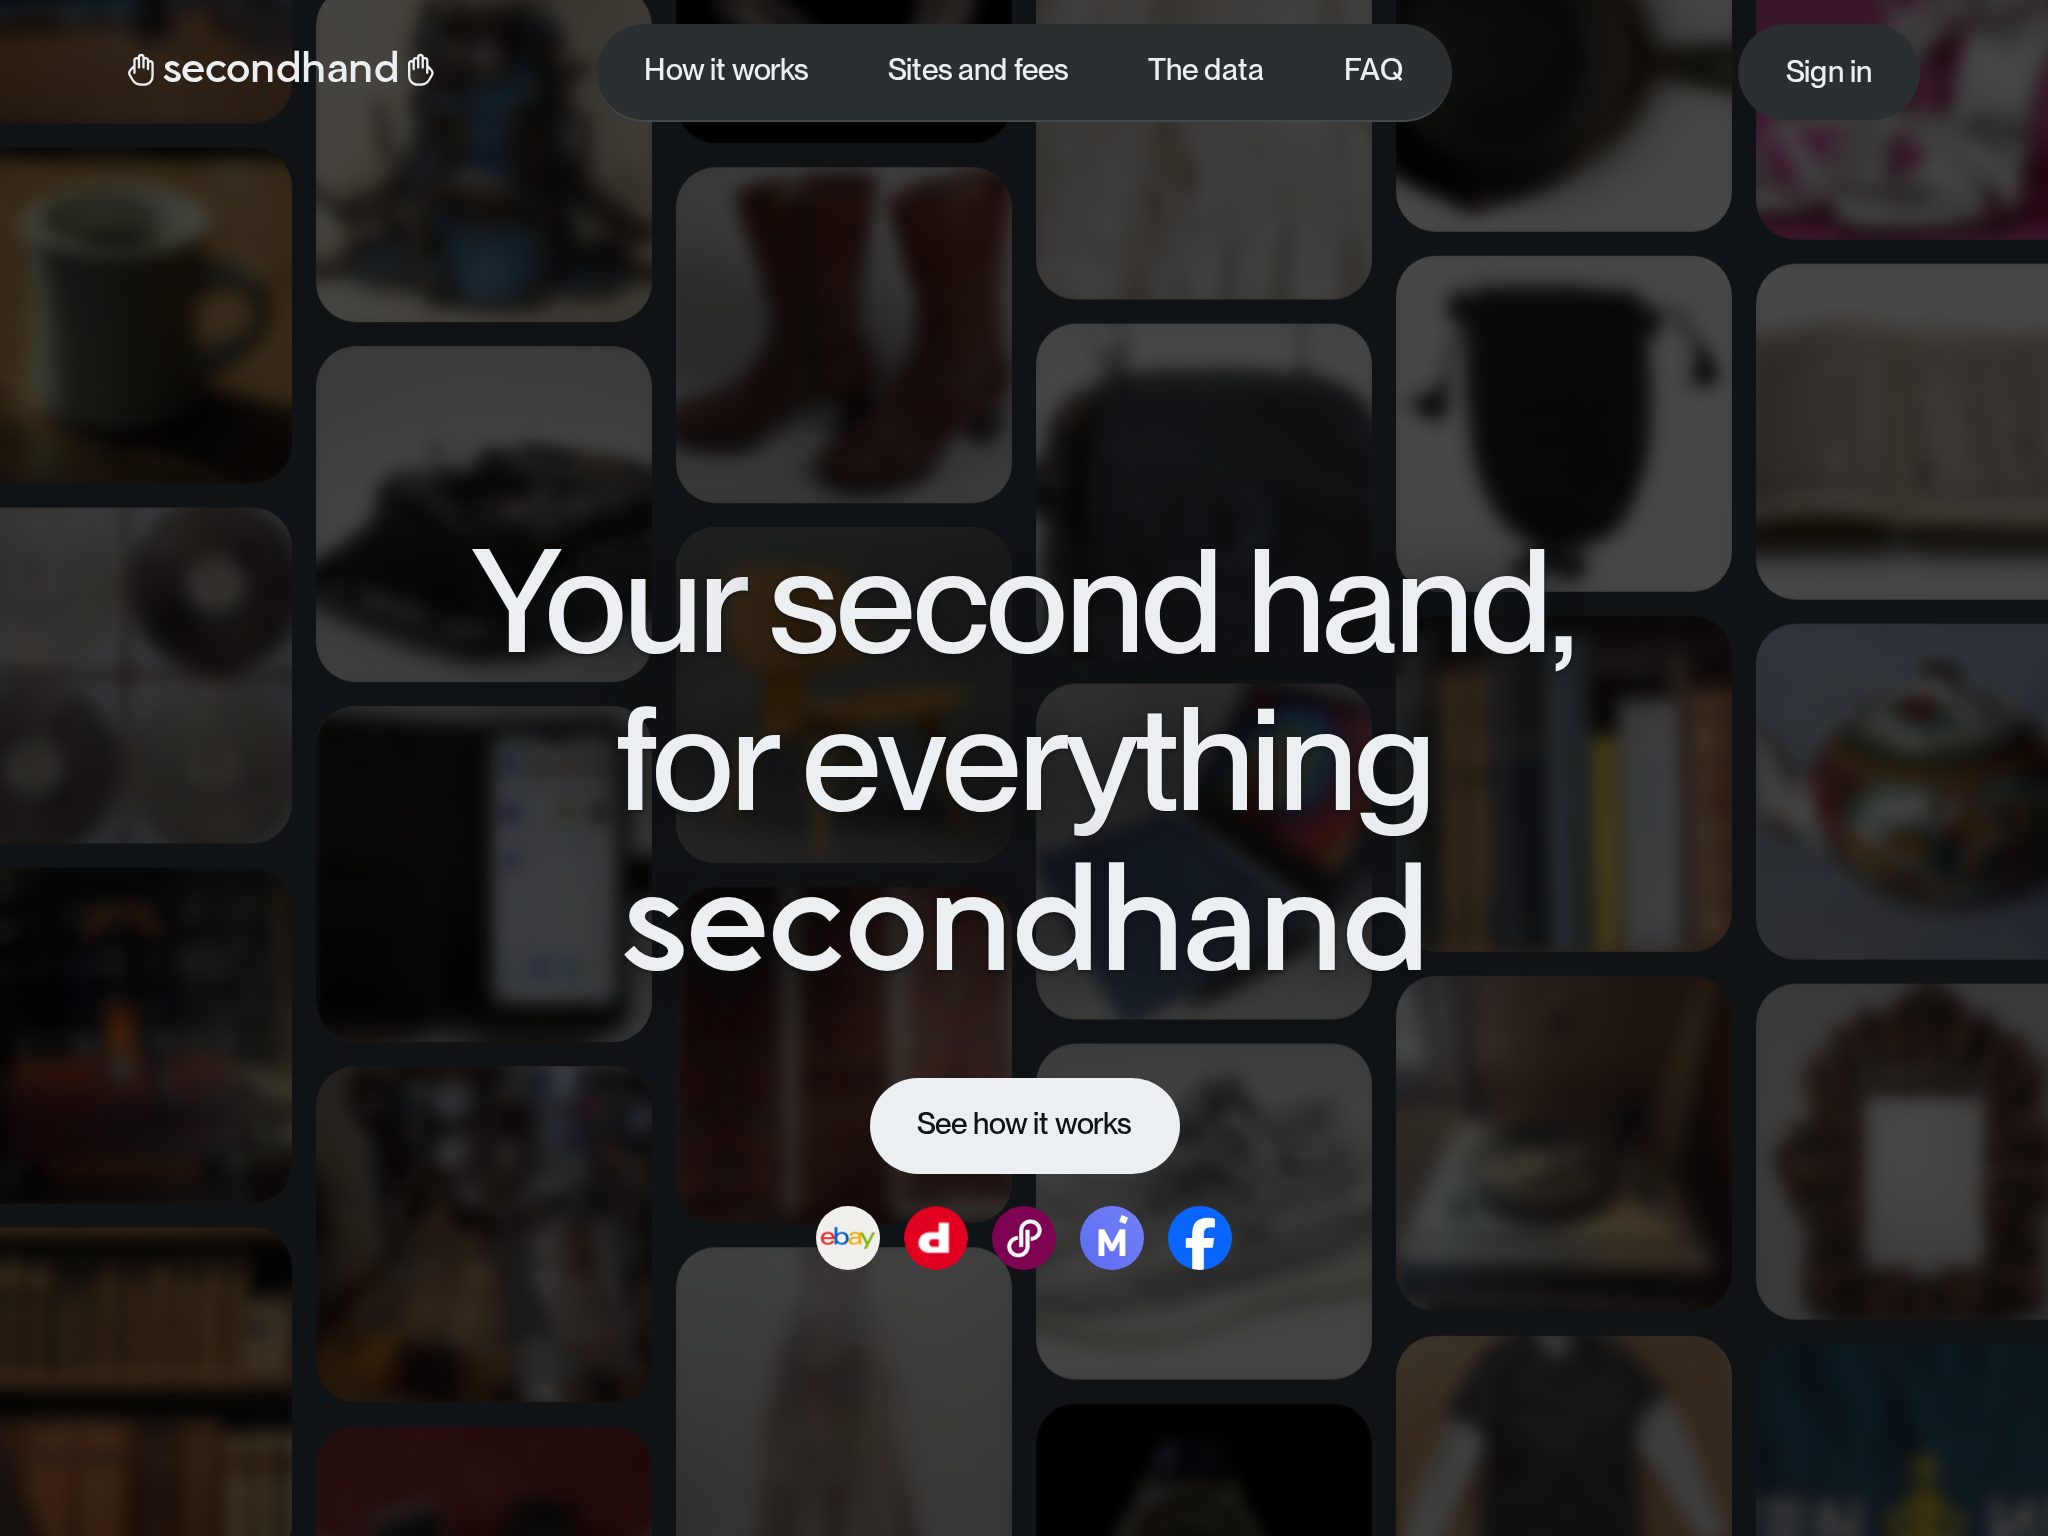 secondhand
How it works
Sites and fees
The data
FAQ
Sign in
Your second hand,
for everything
secondhand
See how it works
ebay